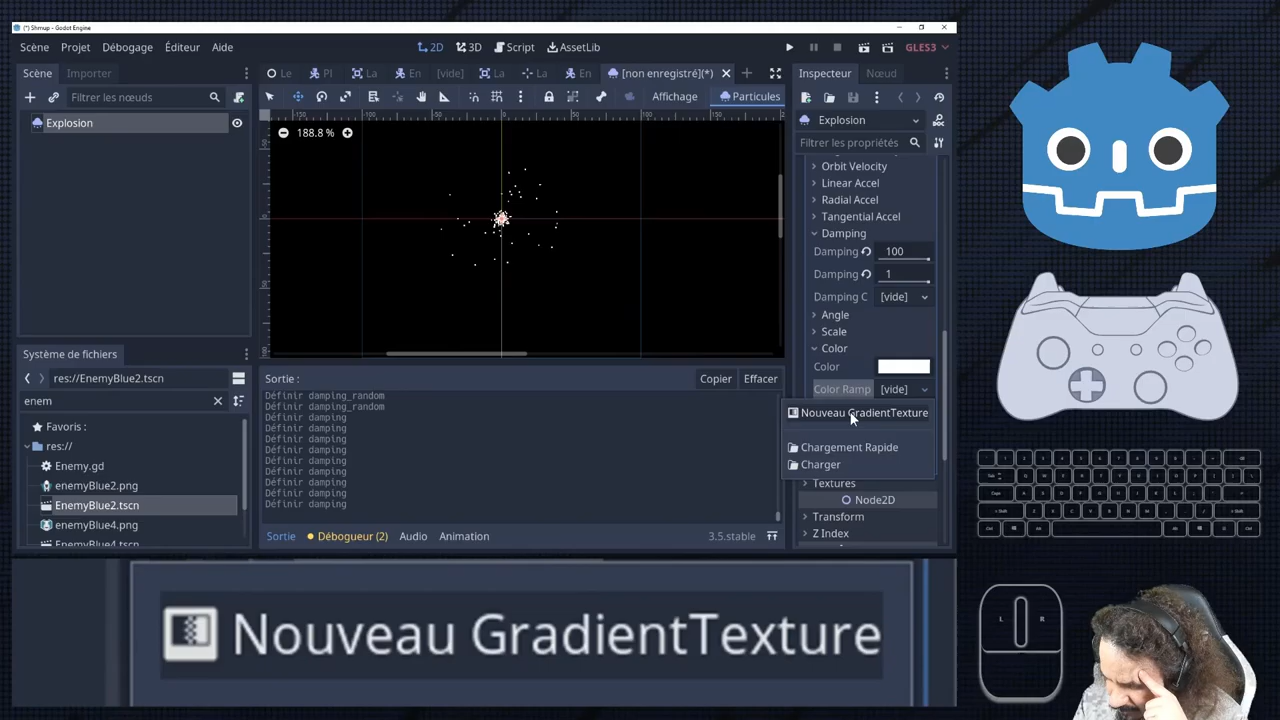 (*) Shmup - Godot Engine
Scène Projet Débogage Éditeur Aide
2D 3D Script AssetLib
GLES3
Scène Importer
Le Pl La En [vide] La La En [non enregistré](*)
Inspecteur Nœud
Filtrer les nœuds
Affichage Particules
Explosion
188.8 %
Explosion
Filtrer les propriétés
Orbit Velocity
Linear Accel
Radial Accel
Tangential Accel
Damping
Damping 100
Damping 1
Damping C [vide]
Angle
Scale
Color
Color
Color Ramp [vide]
Nouveau GradientTexture
Chargement Rapide
Charger
Textures
Node2D
Transform
Z Index
Système de fichiers
res://EnemyBlue2.tscn
enem
Favoris :
res://
Enemy.gd
enemyBlue2.png
EnemyBlue2.tscn
enemyBlue4.png
EnemyBlue4.tscn
Sortie :
Copier Effacer
Définir damping_random
Définir damping_random
Définir damping
Définir damping
Définir damping
Définir damping
Définir damping
Définir damping
Définir damping
Définir damping
Définir damping
Sortie Débogueur (2) Audio Animation 3.5.stable
Nouveau GradientTexture
L R